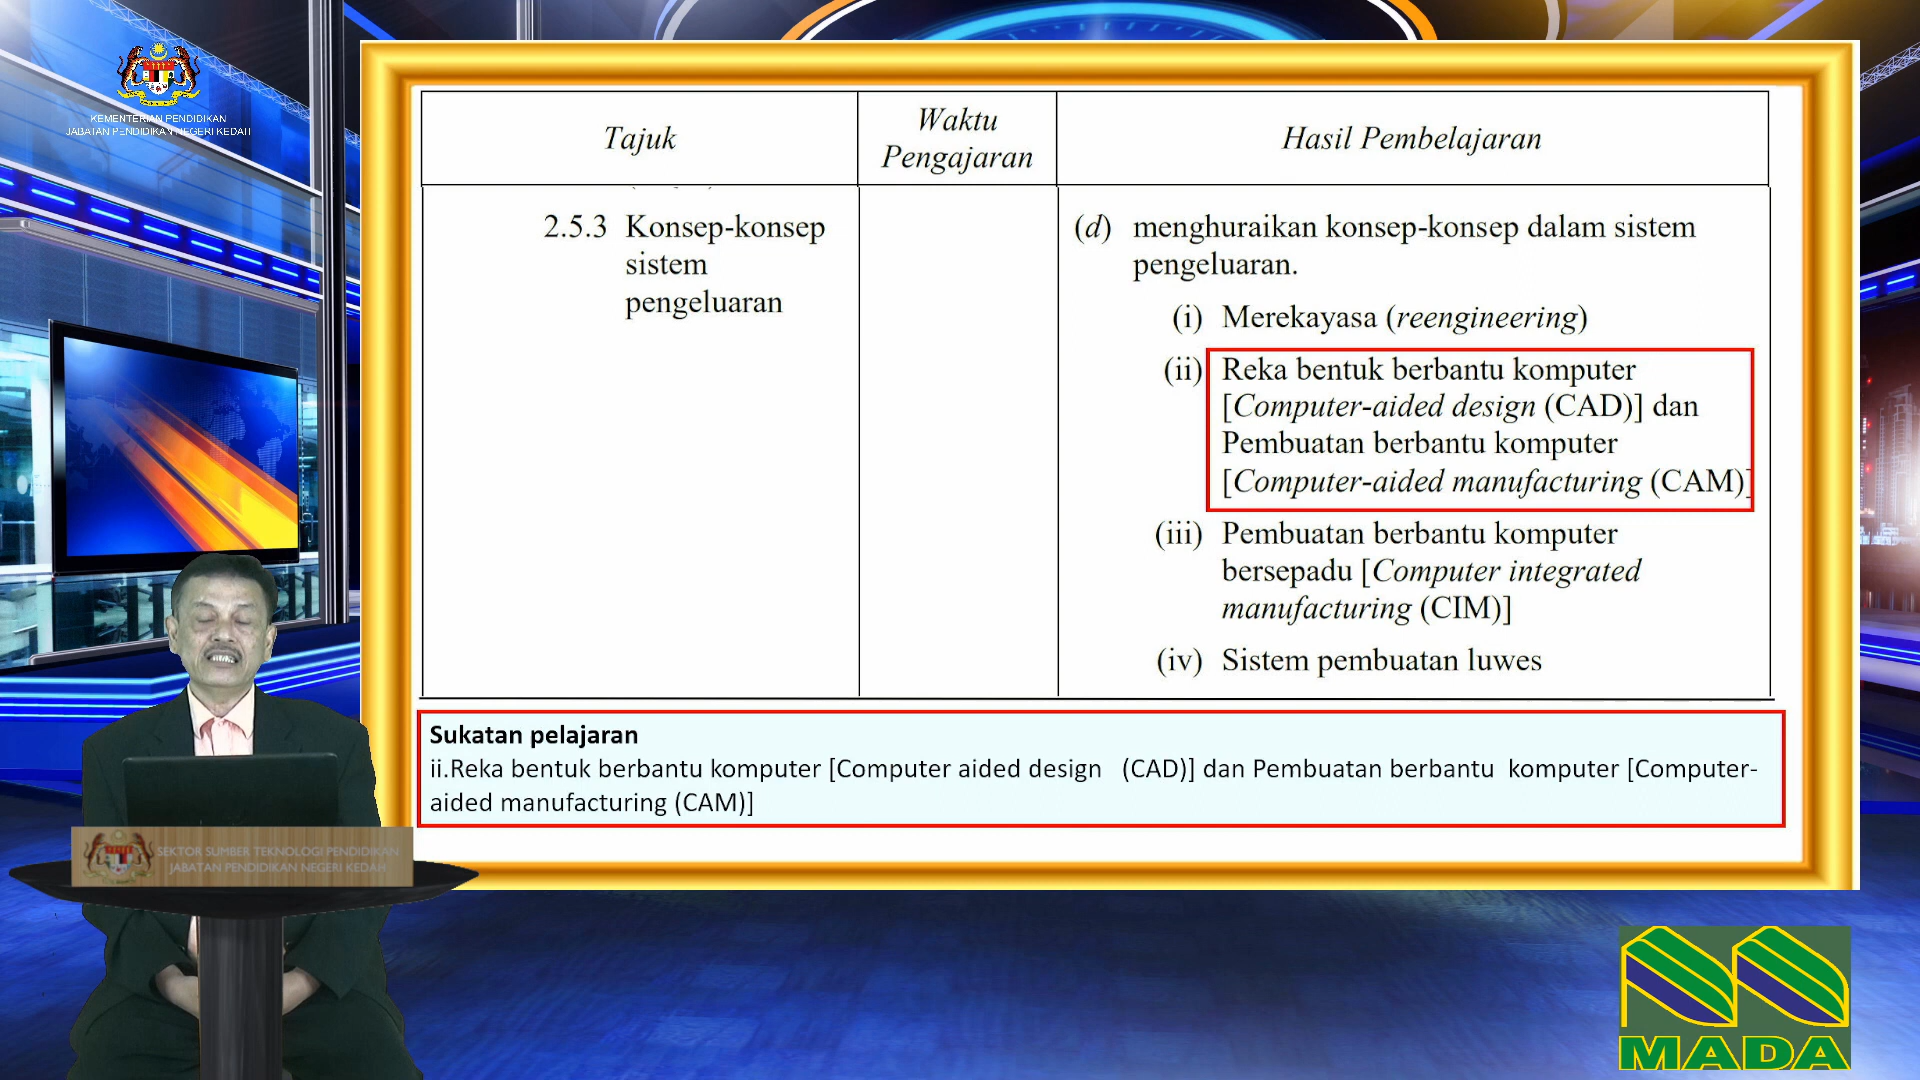 KEMENTERIAN PENDIDIKAN
JABATAN PENDIDIKAN NEGERI KEDAH
Tajuk
Waktu
Pengajaran
Hasil Pembelajaran
2.5.3 Konsep-konsep
sistem
pengeluaran
(d) menghuraikan konsep-konsep dalam sistem
pengeluaran.
(i) Merekayasa (reengineering)
(ii) Reka bentuk berbantu komputer
[Computer-aided design (CAD)] dan
Pembuatan berbantu komputer
[Computer-aided manufacturing (CAM)]
(iii) Pembuatan berbantu komputer
bersepadu [Computer integrated
manufacturing (CIM)]
(iv) Sistem pembuatan luwes
Sukatan pelajaran
ii.Reka bentuk berbantu komputer [Computer aided design (CAD)] dan Pembuatan berbantu komputer [Computer-
aided manufacturing (CAM)]
SEKTOR SUMBER TEKNOLOGI PENDIDIKAN
JABATAN PENDIDIKAN NEGERI KEDAH
MADA